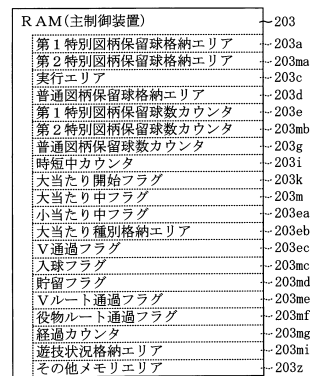 RAM(主制御装置) 203
第1特別図柄保留球格納エリア 203a
第2特別図柄保留球格納エリア 203ma
実行エリア 203c
普通図柄保留球格納エリア 203d
第1特別図柄保留球数カウンタ 203e
第2特別図柄保留球数カウンタ 203mb
普通図柄保留球数カウンタ 203g
時短中カウンタ 203i
大当たり開始フラグ 203k
大当たり中フラグ 203m
小当たり中フラグ 203ea
大当たり種別格納エリア 203eb
V通過フラグ 203ec
入球フラグ 203mc
貯留フラグ 203md
Vルート通過フラグ 203me
役物ルート通過フラグ 203mf
経過カウンタ 203mg
遊技状況格納エリア 203mi
その他メモリエリア 203z